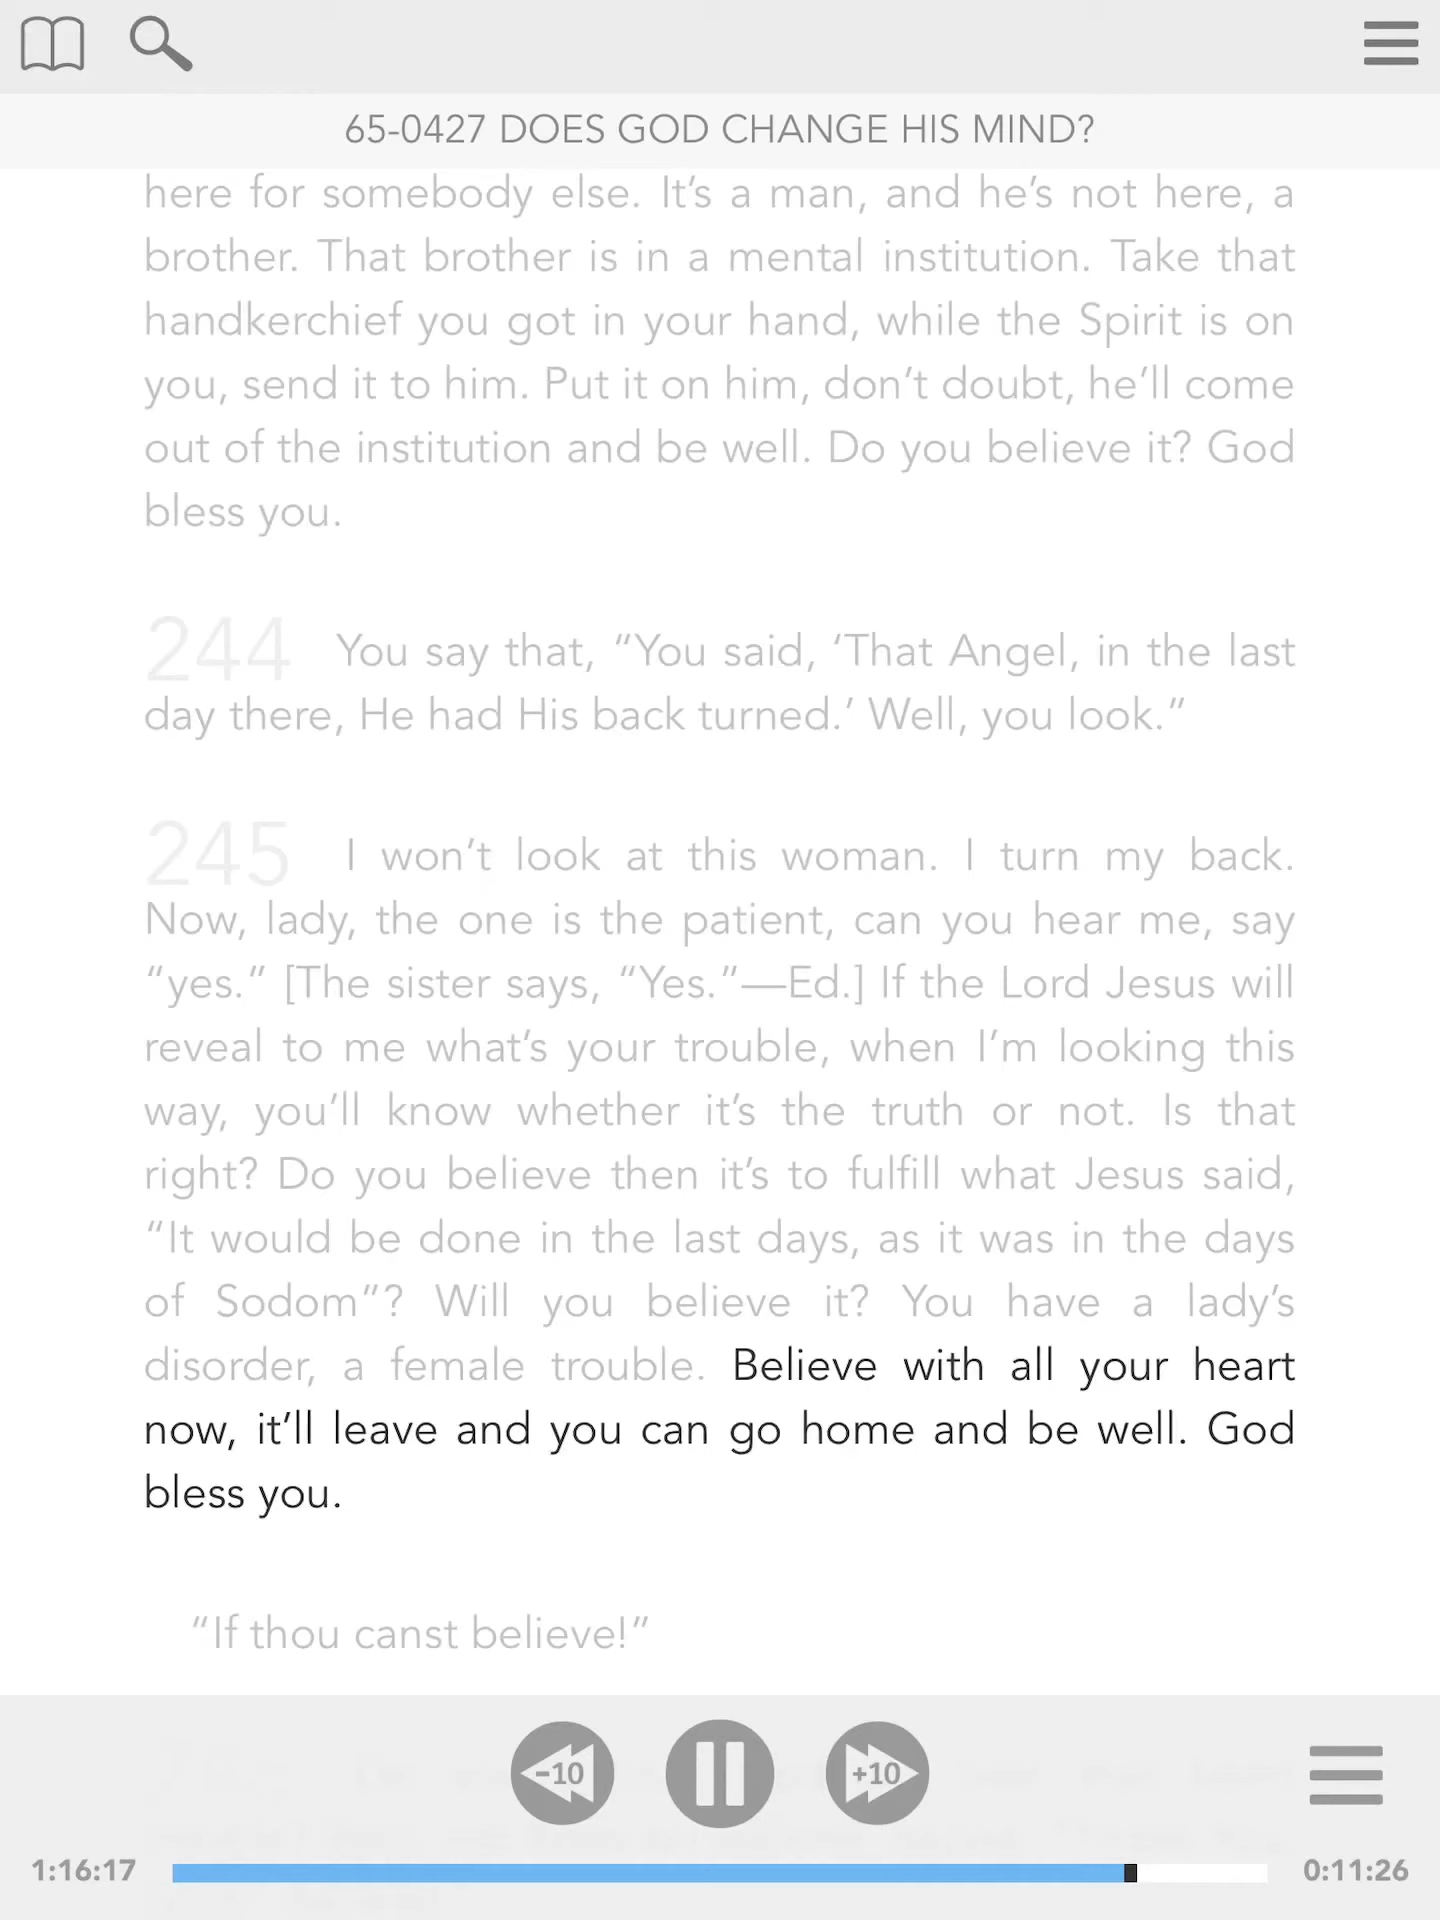 65-0427 DOES GOD CHANGE HIS MIND?
here for somebody else. It’s a man, and he’s not here, a
brother. That brother is in a mental institution. Take that
handkerchief you got in your hand, while the Spirit is on
you, send it to him. Put it on him, don’t doubt, he’ll come
out of the institution and be well. Do you believe it? God
bless you.
244 You say that, “You said, ‘That Angel, in the last
day there, He had His back turned.’ Well, you look.”
245 I won’t look at this woman. I turn my back.
Now, lady, the one is the patient, can you hear me, say
“yes.” [The sister says, “Yes.”—Ed.] If the Lord Jesus will
reveal to me what’s your trouble, when I’m looking this
way, you’ll know whether it’s the truth or not. Is that
right? Do you believe then it’s to fulfill what Jesus said,
“It would be done in the last days, as it was in the days
of Sodom”? Will you believe it? You have a lady’s
disorder, a female trouble. Believe with all your heart
now, it’ll leave and you can go home and be well. God
bless you.
“If thou canst believe!”
-10 +10
1:16:17 0:11:26